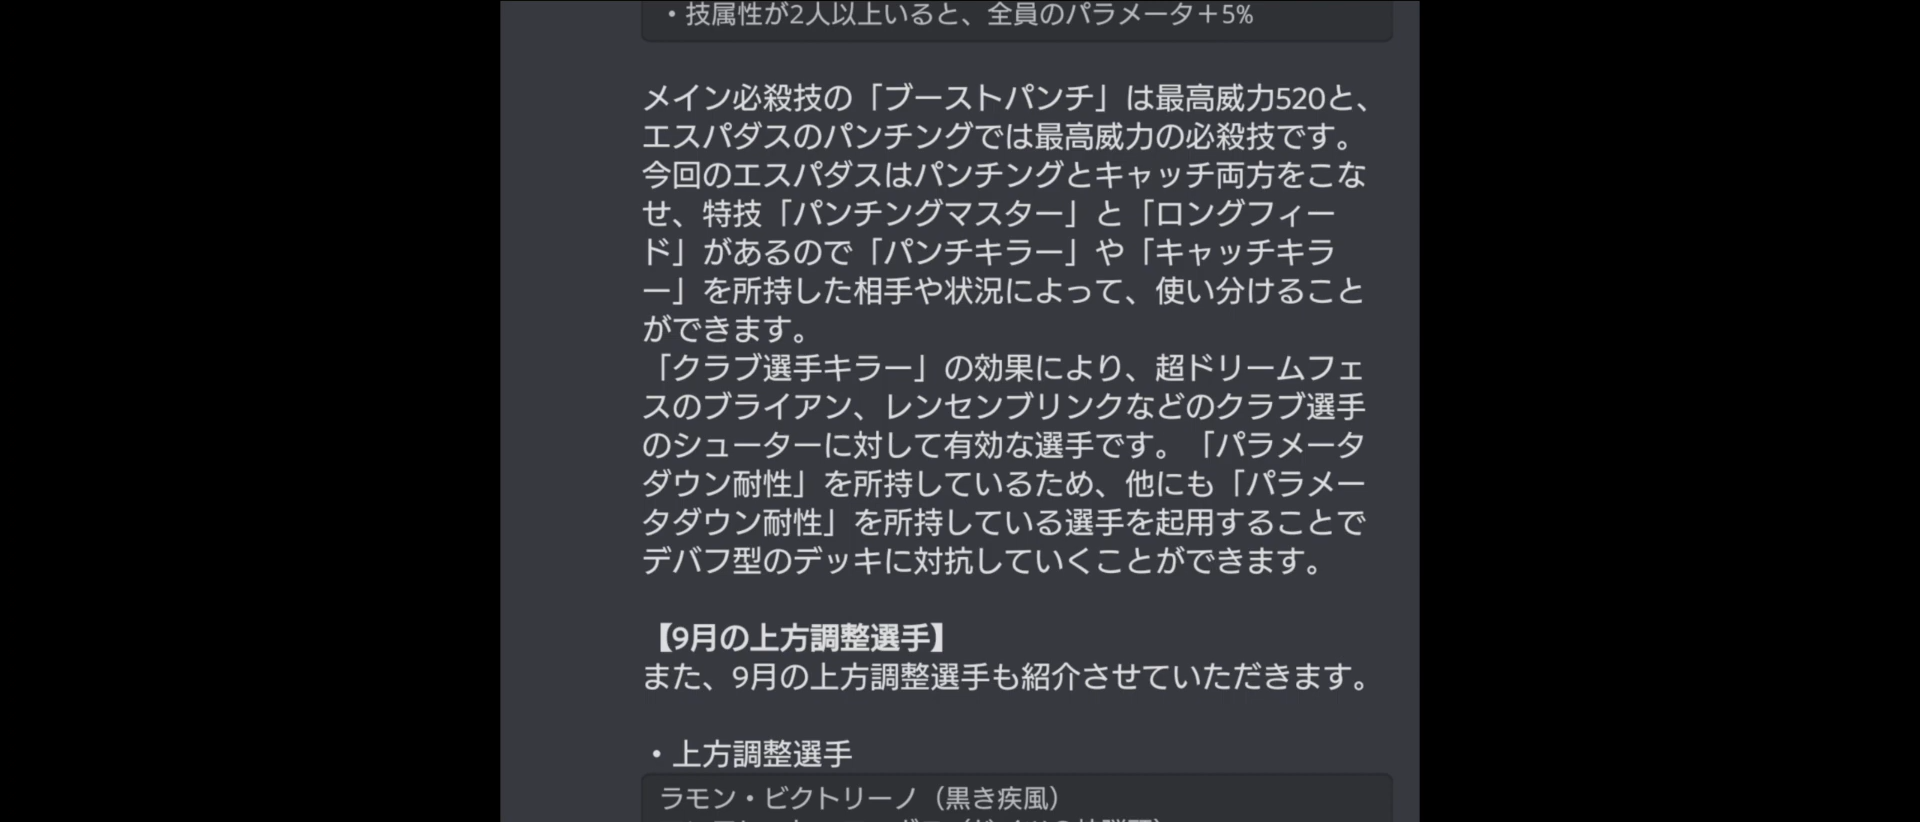 ・技属性が2人以上いると、全員のパラメータ＋5%
メイン必殺技の「ブーストパンチ」は最高威力520と、
エスパダスのパンチングでは最高威力の必殺技です。
今回のエスパダスはパンチングとキャッチ両方をこな
せ、特技「パンチングマスター」と「ロングフィー
ド」があるので「パンチキラー」や「キャッチキラ
ー」を所持した相手や状況によって、使い分けること
ができます。
「クラブ選手キラー」の効果により、超ドリームフェ
スのブライアン、レンセンブリンクなどのクラブ選手
のシューターに対して有効な選手です。「パラメータ
ダウン耐性」を所持しているため、他にも「パラメー
タダウン耐性」を所持している選手を起用することで
デバフ型のデッキに対抗していくことができます。
【9月の上方調整選手】
また、9月の上方調整選手も紹介させていただきます。
・上方調整選手
ラモン・ビクトリーノ（黒き疾風）